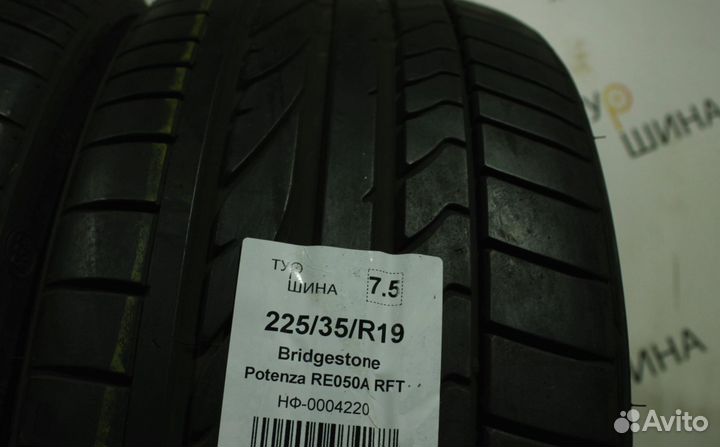 ТУР
ШИНА
7.5
225/35/R19
Bridgestone
Potenza RE050A RFT
НФ-0004220
ТУР
ШИНА
ШИНА
Avito